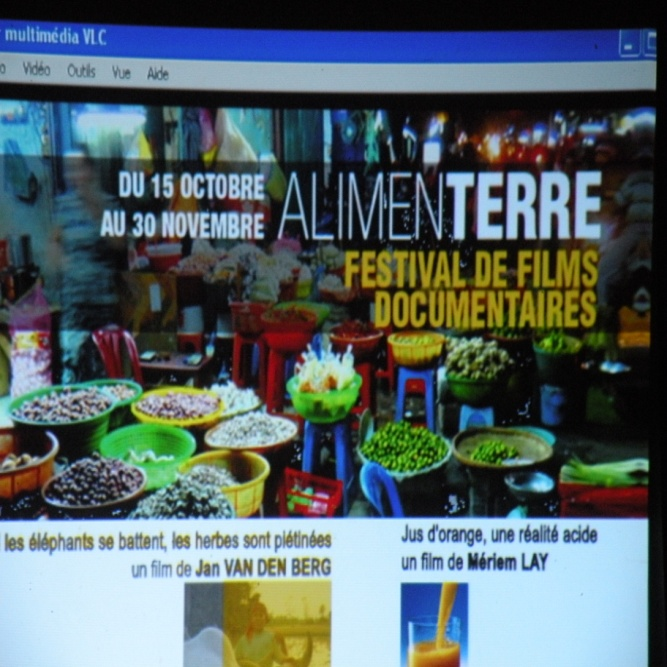 multimédia VLC
Vidéo Outils Vue Aide
DU 15 OCTOBRE
AU 30 NOVEMBRE
ALIMENTERRE
FESTIVAL DE FILMS
DOCUMENTAIRES
les éléphants se battent, les herbes sont piétinées
un film de Jan VAN DEN BERG
Jus d'orange, une réalité acide
un film de Mériem LAY